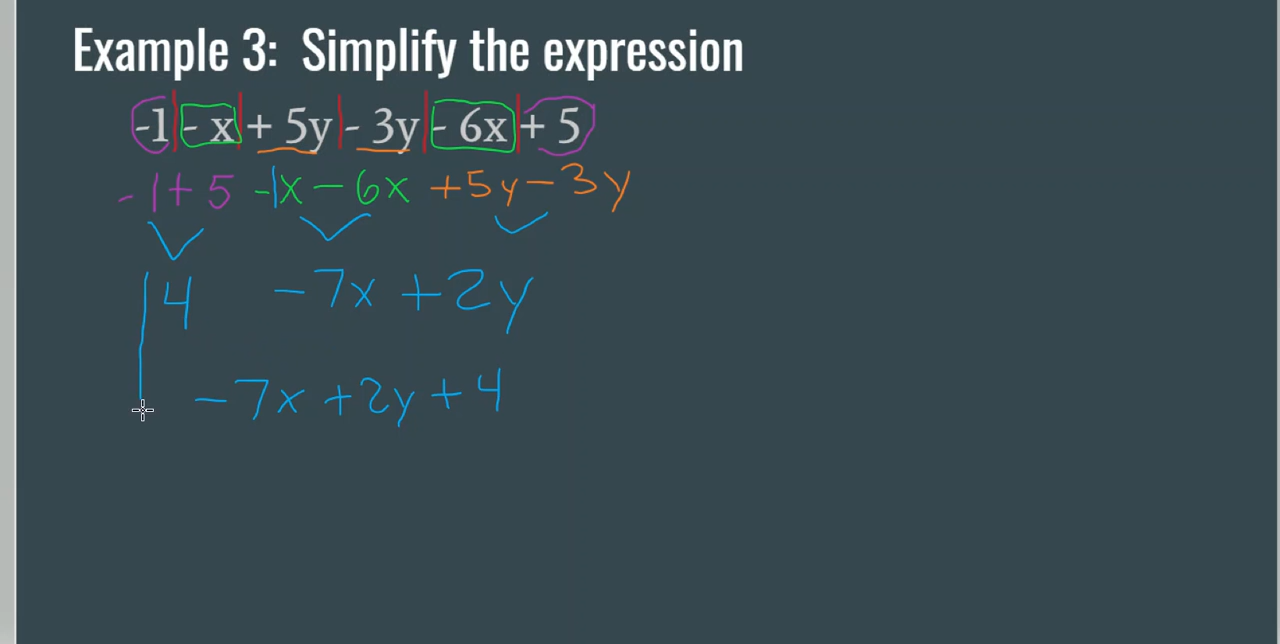 Example 3: Simplify the expression
-1 - x + 5y - 3y - 6x + 5
-1+5 -1x - 6x +5y - 3y
4 -7x +2y
-7x +2y +4